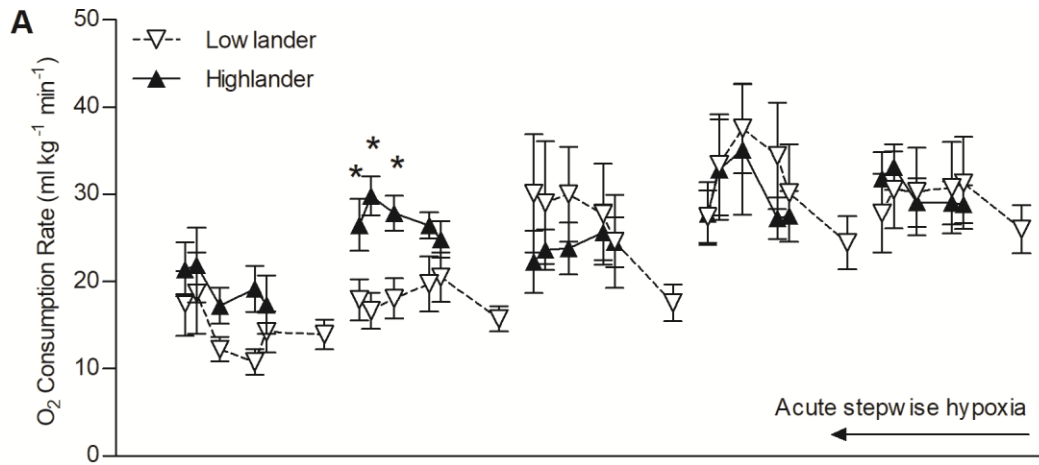 A
50
Low lander
Highlander
40
* * *
30
20
10
0
O₂ Consumption Rate (ml kg⁻¹ min⁻¹)
Acute stepwise hypoxia